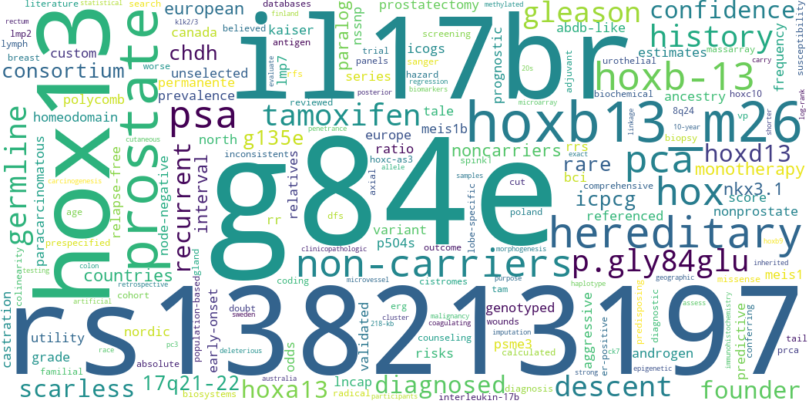 literature
search
european
databases
il17br
gleason
confidence
lmp2
statistical
finland
methylated
klk2/3
believed
antigen
rectum
canada
kaiser
lmp7
prostatectomy
nssnp
history
breast
custom
chdh
trial
screening
icogs
sanger
abdb-like
lymph
worse
paralog
panels
hazard
adjuvant
urothelial
estimates
consortium
unselected
permanente
ffs
series
regression
20s
prognostic
hoxb-13
frequency
susceptibility
hox13
prostate
polycomb
prevalence
evaluate
reviewed
biomarkers
biochemical
ancestry
massarray
carry
log-rank
homeodomain
cutaneous
psa
tamoxifen
posterior
microarray
hoxb13
hoxc10
8q24
linkage
10-year
shorter
m26
tale
vp
north
g135e
europe
meis1b
penetrance
noncarriers
biopsy
hoxd13
germline
paracarcinomatous
relapse-free
node-negative
recurrent
interval
inconsistent
ratio
hoxc-as3
spink1
rrs
exact
pca
monotherapy
carcinogenesis
relatives
g84e
allele
axial
bci
rare
nkx3.1
age
rr
dfs
cut
samples
comprehensive
icpcg
score
prespecified
variant
poland
lobe-specific
referenced
nonprostate
colinearity
countries
p504s
hereditary
meis1
testing
colon
gland
clinicopathologic
outcome
morphogenesis
hoxb9
artificial
retrospective
population-based
non-carriers
p.gly84glu
castration
cohort
coding
microvessel
cistromes
purpose
haplotype
geographic
missense
inherited
rs138213197
doubt
sweden
erg
tam
utility
nordic
early-onset
cluster
malignancy
218-kb
coagulating
validated
er-positive
imputation
aggressive
genotyped
wounds
assess
predisposing
diagnostic
immunohistochemistry
conferring
grade
race
pc3
deleterious
odds
counseling
risks
psme3
calculated
ck7
strong
predictive
androgen
tail
prca
familial
absolute
epigenetic
scarless
17q21-22
biosystems
hoxa13
lncap
radical
diagnosed
participants
australia
interleukin-17b
diagnosis
descent
founder